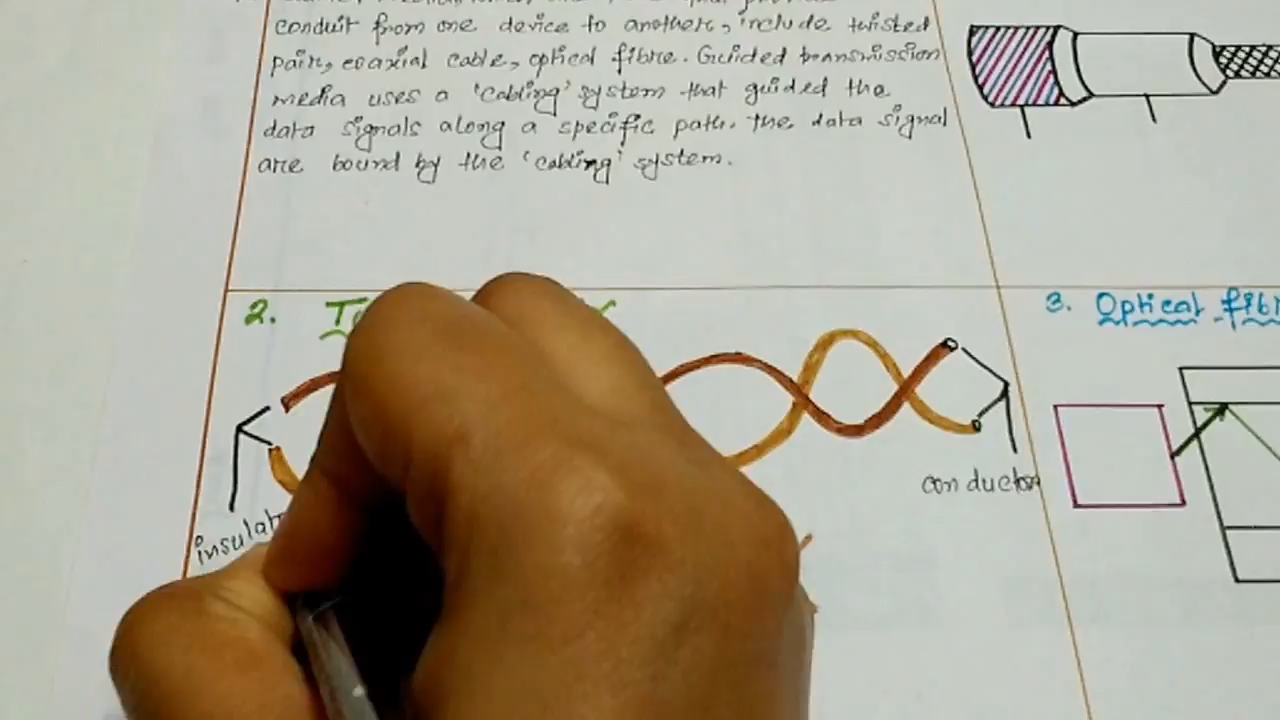 conduit from one device to another, include twisted
pair, coaxial cable, optical fibre. Guided transmission
media uses a 'cabling' system that guided the
data signals along a specific path. the data signal
are bound by the 'cabling' system.
2.
3. Optical fib
conductor
insulat